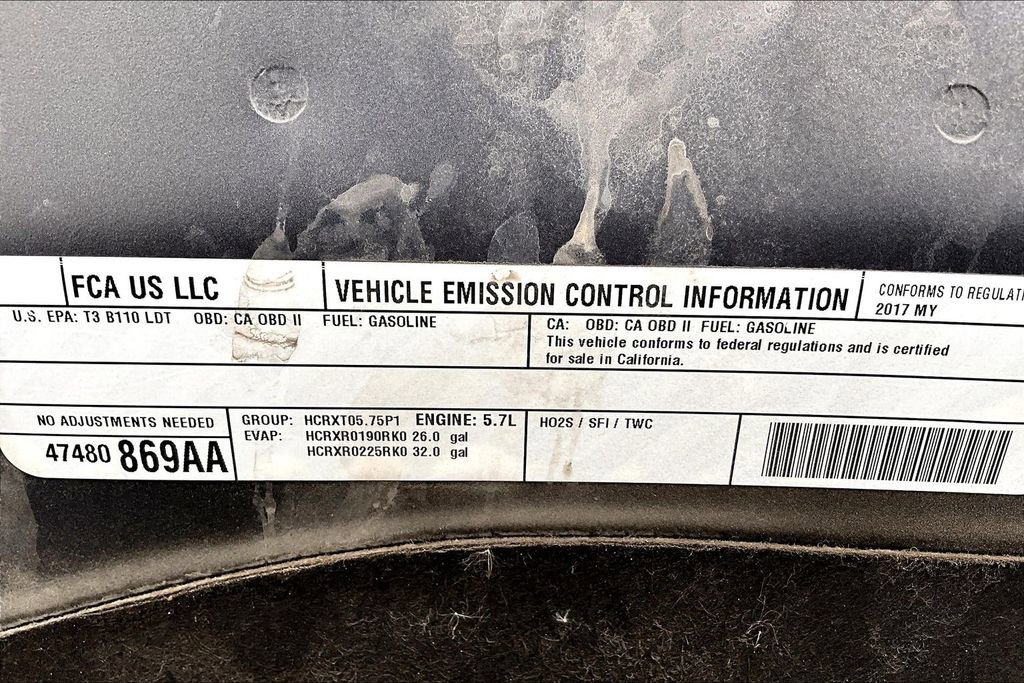 FCA US LLC
VEHICLE EMISSION CONTROL INFORMATION
CONFORMS TO
2017 MY
U.S. EPA: T3 B110 LDT OBD: CA OBD II FUEL: GASOLINE
CA: OBD: CA OBD II FUEL: GASOLINE
This vehicle conforms to federal regulations and is certified
for sale in California.
NO ADJUSTMENTS NEEDED
47480 869AA
GROUP: HCRXT05.75P1 ENGINE: 5.7L
EVAP: HCRXR0190RK0 26.0 gal
HCRXR0225RK0 32.0 gal
HO2S / SFI / TWC